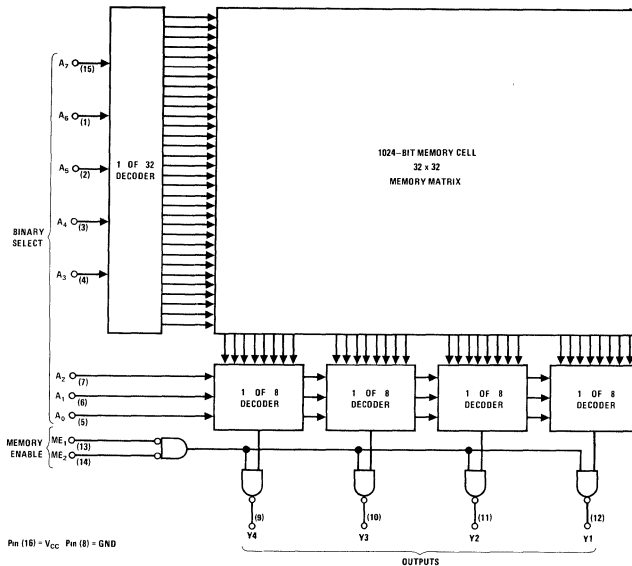 A7 (15)
A6 (1)
A5 (2)
A4 (3)
A3 (4)
BINARY
SELECT
1 OF 32
DECODER
1024–BIT MEMORY CELL
32 x 32
MEMORY MATRIX
A2 (7)
A1 (6)
A0 (5)
1 OF 8
DECODER
1 OF 8
DECODER
1 OF 8
DECODER
1 OF 8
DECODER
MEMORY
ENABLE
ME1 (13)
ME2 (14)
(9)
Y4
(10)
Y3
(11)
Y2
(12)
Y1
Pin (16) = VCC Pin (8) = GND
OUTPUTS